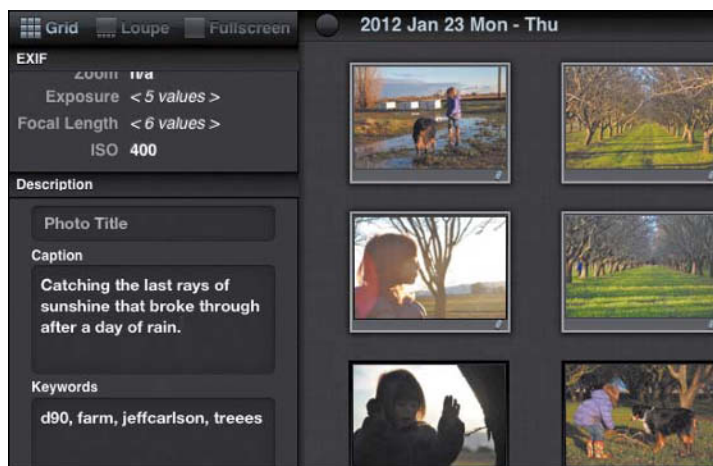 Grid Loupe Fullscreen
EXIF
Zoom n/a
Exposure < 5 values >
Focal Length < 6 values >
ISO 400
Description
Photo Title
Caption
Catching the last rays of
sunshine that broke through
after a day of rain.
Keywords
d90, farm, jeffcarlson, treees
2012 Jan 23 Mon - Thu